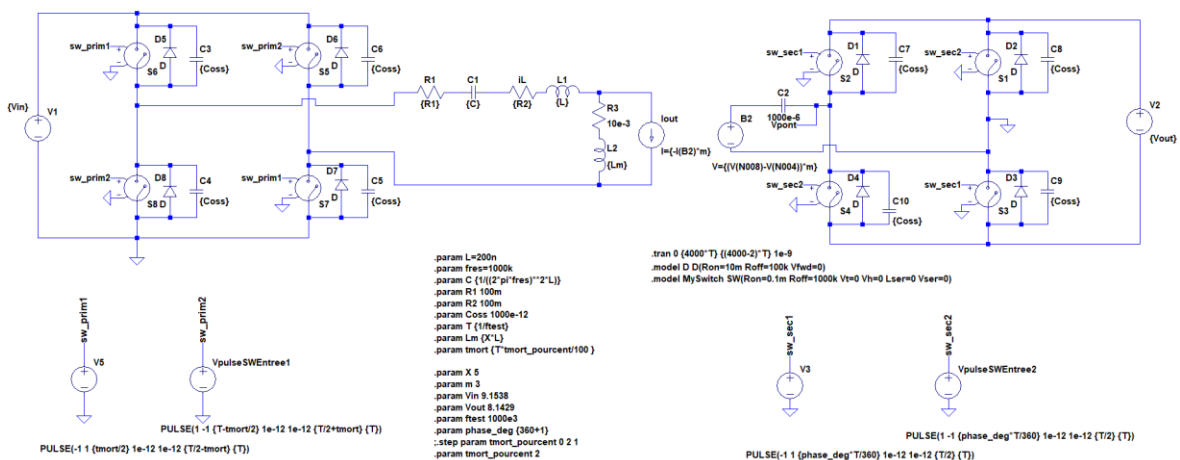 sw_prim1
D5
D
S6
C3
{Coss}
sw_prim2
D6
D
S5
C6
{Coss}
{Vin}
V1
R1
{R1}
C1
{C}
iL
{R2}
L1
{L}
R3
10e-3
L2
{Lm}
Iout
I={-I(B2)*m}
sw_prim2
D8
D
S8
C4
{Coss}
sw_prim1
D7
D
S7
C5
{Coss}
sw_sec1
D1
D
S2
C7
{Coss}
sw_sec2
D2
D
S1
C8
{Coss}
C2
1000e-6
Vpont
B2
V={(V(N008)-V(N004))*m}
V2
{Vout}
sw_sec2
D4
D
S4
C10
{Coss}
sw_sec1
D3
D
S3
C9
{Coss}
.param L=200n
.param fres=1000k
.param C {1/((2*pi*fres)**2*L)}
.param R1 100m
.param R2 100m
.param Coss 1000e-12
.param T {1/ftest}
.param Lm {X*L}
.param tmort {T*tmort_pourcent/100 }
.param X 5
.param m 3
.param Vin 9.1538
.param Vout 8.1429
.param ftest 1000e3
.param phase_deg {360+1}
;.step param tmort_pourcent 0 2 1
.param tmort_pourcent 2
.tran 0 {4000*T} {(4000-2)*T} 1e-9
.model D D(Ron=10m Roff=100k Vfwd=0)
.model MySwitch SW(Ron=0.1m Roff=1000k Vt=0 Vh=0 Lser=0 Vser=0)
sw_prim1
V5
PULSE(-1 1 {tmort/2} 1e-12 1e-12 {T/2-tmort} {T})
sw_prim2
VpulseSWEntree1
PULSE(1 -1 {T-tmort/2} 1e-12 1e-12 {T/2+tmort} {T})
sw_sec1
V3
PULSE(-1 1 {phase_deg*T/360} 1e-12 1e-12 {T/2} {T})
sw_sec2
VpulseSWEntree2
PULSE(1 -1 {phase_deg*T/360} 1e-12 1e-12 {T/2} {T})